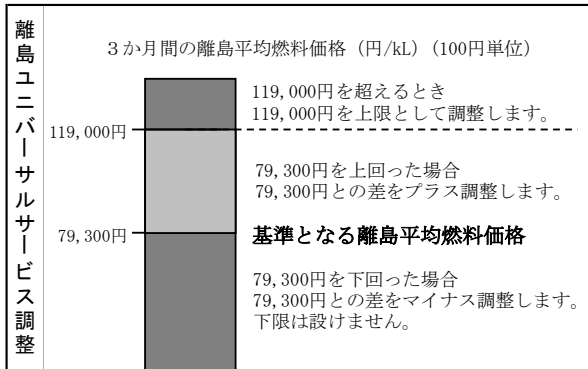 離島ユニバーサルサービス調整
3か月間の離島平均燃料価格（円/kL）（100円単位）
119,000円を超えるとき
119,000円を上限として調整します。
119,000円
79,300円を上回った場合
79,300円との差をプラス調整します。
79,300円
基準となる離島平均燃料価格
79,300円を下回った場合
79,300円との差をマイナス調整します。
下限は設けません。